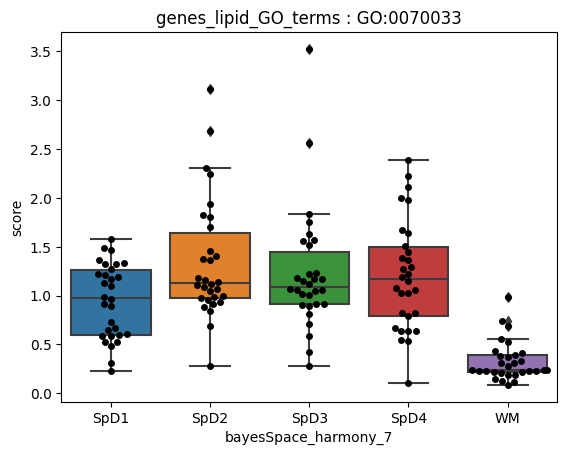 genes_lipid_GO_terms : GO:0070033
3.5
3.0
2.5
2.0
1.5
1.0
0.5
0.0
score
SpD1 SpD2 SpD3 SpD4 WM
bayesSpace_harmony_7